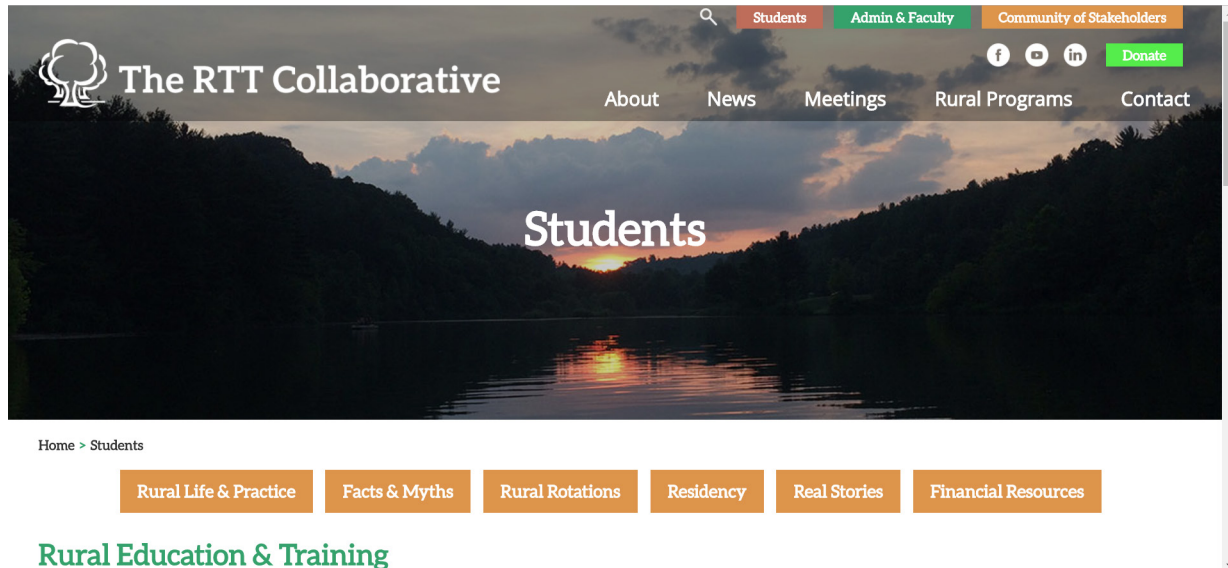 Students Admin & Faculty Community of Stakeholders
Donate
The RTT Collaborative
About News Meetings Rural Programs Contact
Students
Home > Students
Rural Life & Practice Facts & Myths Rural Rotations Residency Real Stories Financial Resources
Rural Education & Training